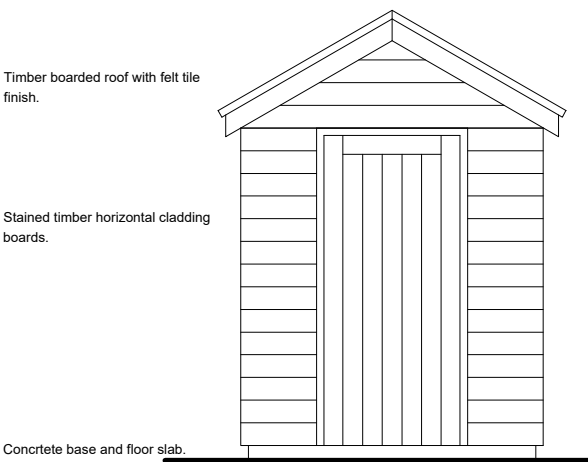 Timber boarded roof with felt tile
finish.
Stained timber horizontal cladding
boards.
Concrtete base and floor slab.